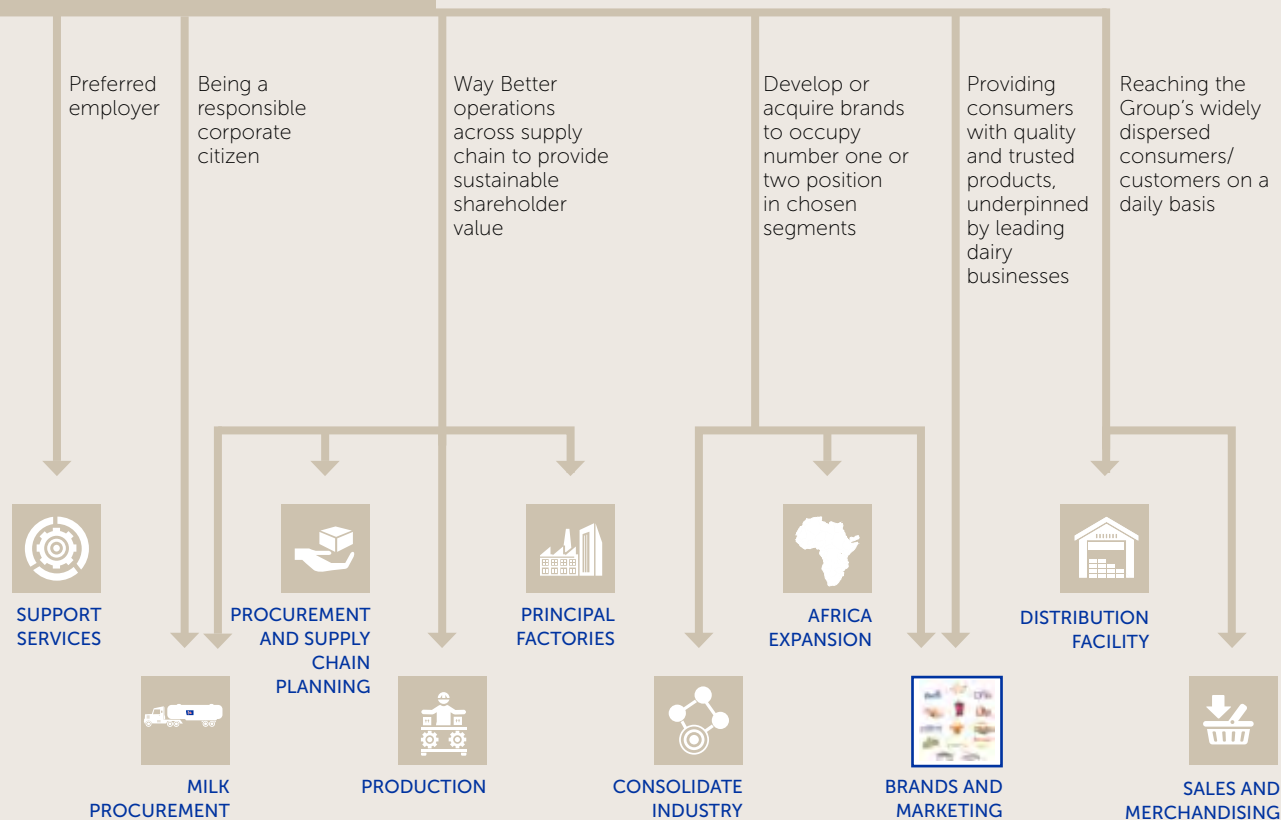 Preferred
employer
Being a
responsible
corporate
citizen
Way Better
operations
across supply
chain to provide
sustainable
shareholder
value
Develop or
acquire brands
to occupy
number one or
two position
in chosen
segments
Providing
consumers
with quality
and trusted
products,
underpinned
by leading
dairy
businesses
Reaching the
Group’s widely
dispersed
consumers/
customers on a
daily basis
SUPPORT
SERVICES
PROCUREMENT
AND SUPPLY
CHAIN
PLANNING
PRINCIPAL
FACTORIES
AFRICA
EXPANSION
DISTRIBUTION
FACILITY
MILK
PROCUREMENT
PRODUCTION
CONSOLIDATE
INDUSTRY
BRANDS AND
MARKETING
SALES AND
MERCHANDISING